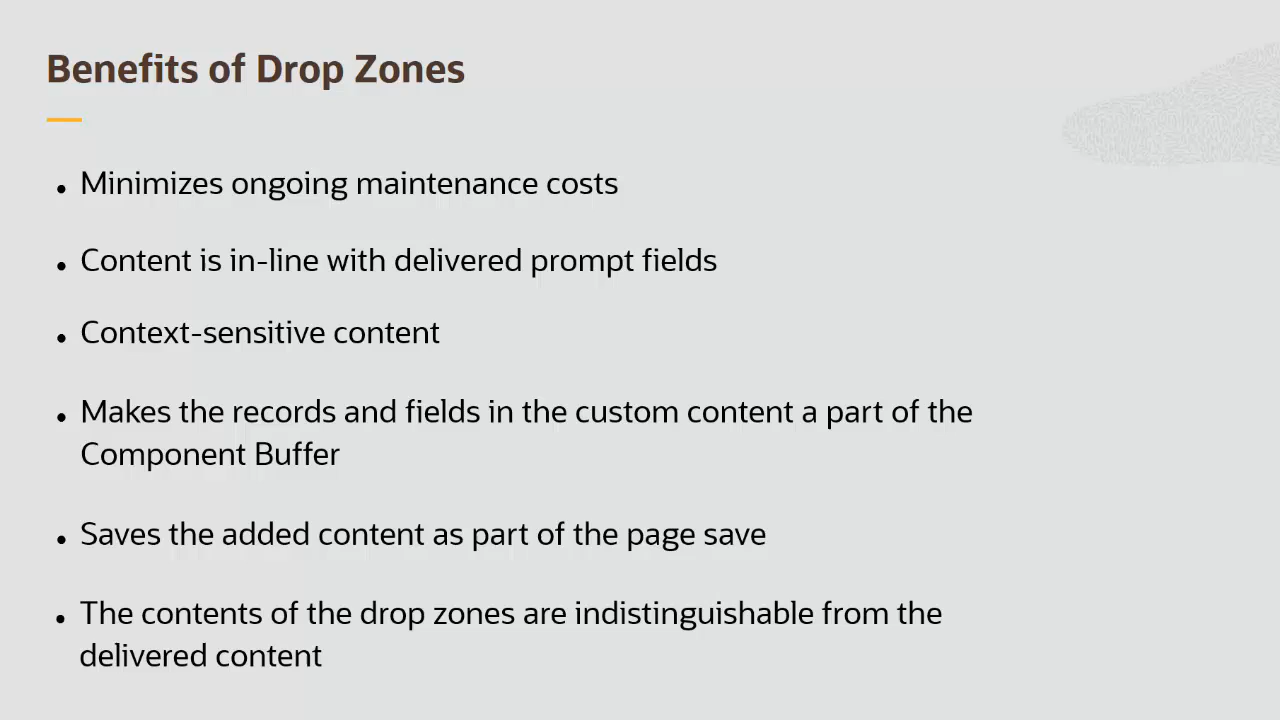 Benefits of Drop Zones
• Minimizes ongoing maintenance costs
• Content is in-line with delivered prompt fields
• Context-sensitive content
• Makes the records and fields in the custom content a part of the
Component Buffer
• Saves the added content as part of the page save
• The contents of the drop zones are indistinguishable from the
delivered content